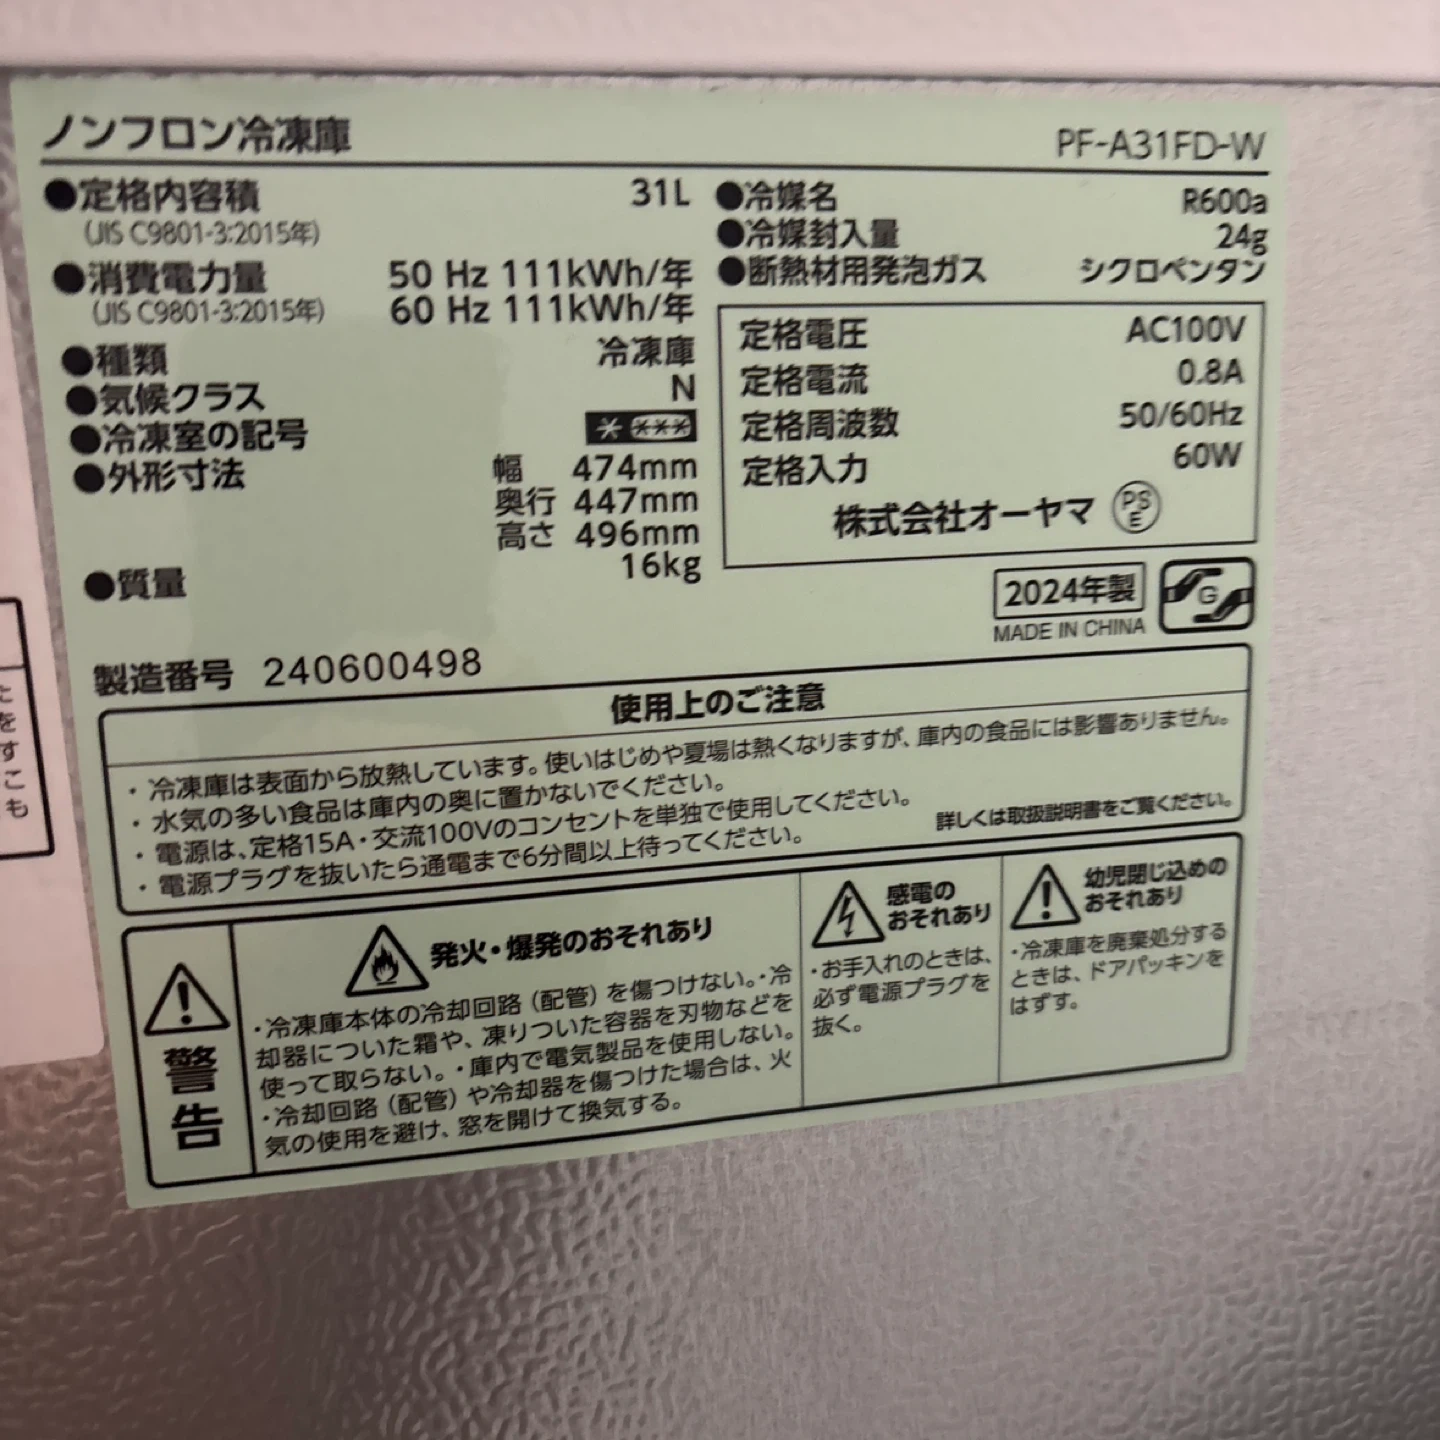 ノンフロン冷凍庫 PF-A31FD-W
●定格内容積 31L
(JIS C9801-3:2015年)
●消費電力量 50 Hz 111kWh/年
(JIS C9801-3:2015年) 60 Hz 111kWh/年
●種類 冷凍庫
●気候クラス N
●冷凍室の記号 * ***
●外形寸法 幅 474mm
奥行 447mm
高さ 496mm
●質量 16kg
●冷媒名 R600a
●冷媒封入量 24g
●断熱材用発泡ガス シクロペンタン
定格電圧 AC100V
定格電流 0.8A
定格周波数 50/60Hz
定格入力 60W
株式会社オーヤマ PSE
2024年製
MADE IN CHINA
G
製造番号 240600498
使用上のご注意
・冷凍庫は表面から放熱しています。使いはじめや夏場は熱くなりますが、庫内の食品には影響ありません。
・水気の多い食品は庫内の奥に置かないでください。
・電源は、定格15A・交流100Vのコンセントを単独で使用してください。
・電源プラグを抜いたら通電まで6分間以上待ってください。
詳しくは取扱説明書をご覧ください。
警告
発火・爆発のおそれあり
・冷凍庫本体の冷却回路（配管）を傷つけない。・冷
却器についた霜や、凍りついた容器を刃物などを
使って取らない。・庫内で電気製品を使用しない。
・冷却回路（配管）や冷却器を傷つけた場合は、火
気の使用を避け、窓を開けて換気する。
感電の
おそれあり
・お手入れのときは、
必ず電源プラグを
抜く。
幼児閉じ込めの
おそれあり
・冷凍庫を廃棄処分する
ときは、ドアパッキンを
はずす。
た
を
す
こ
も